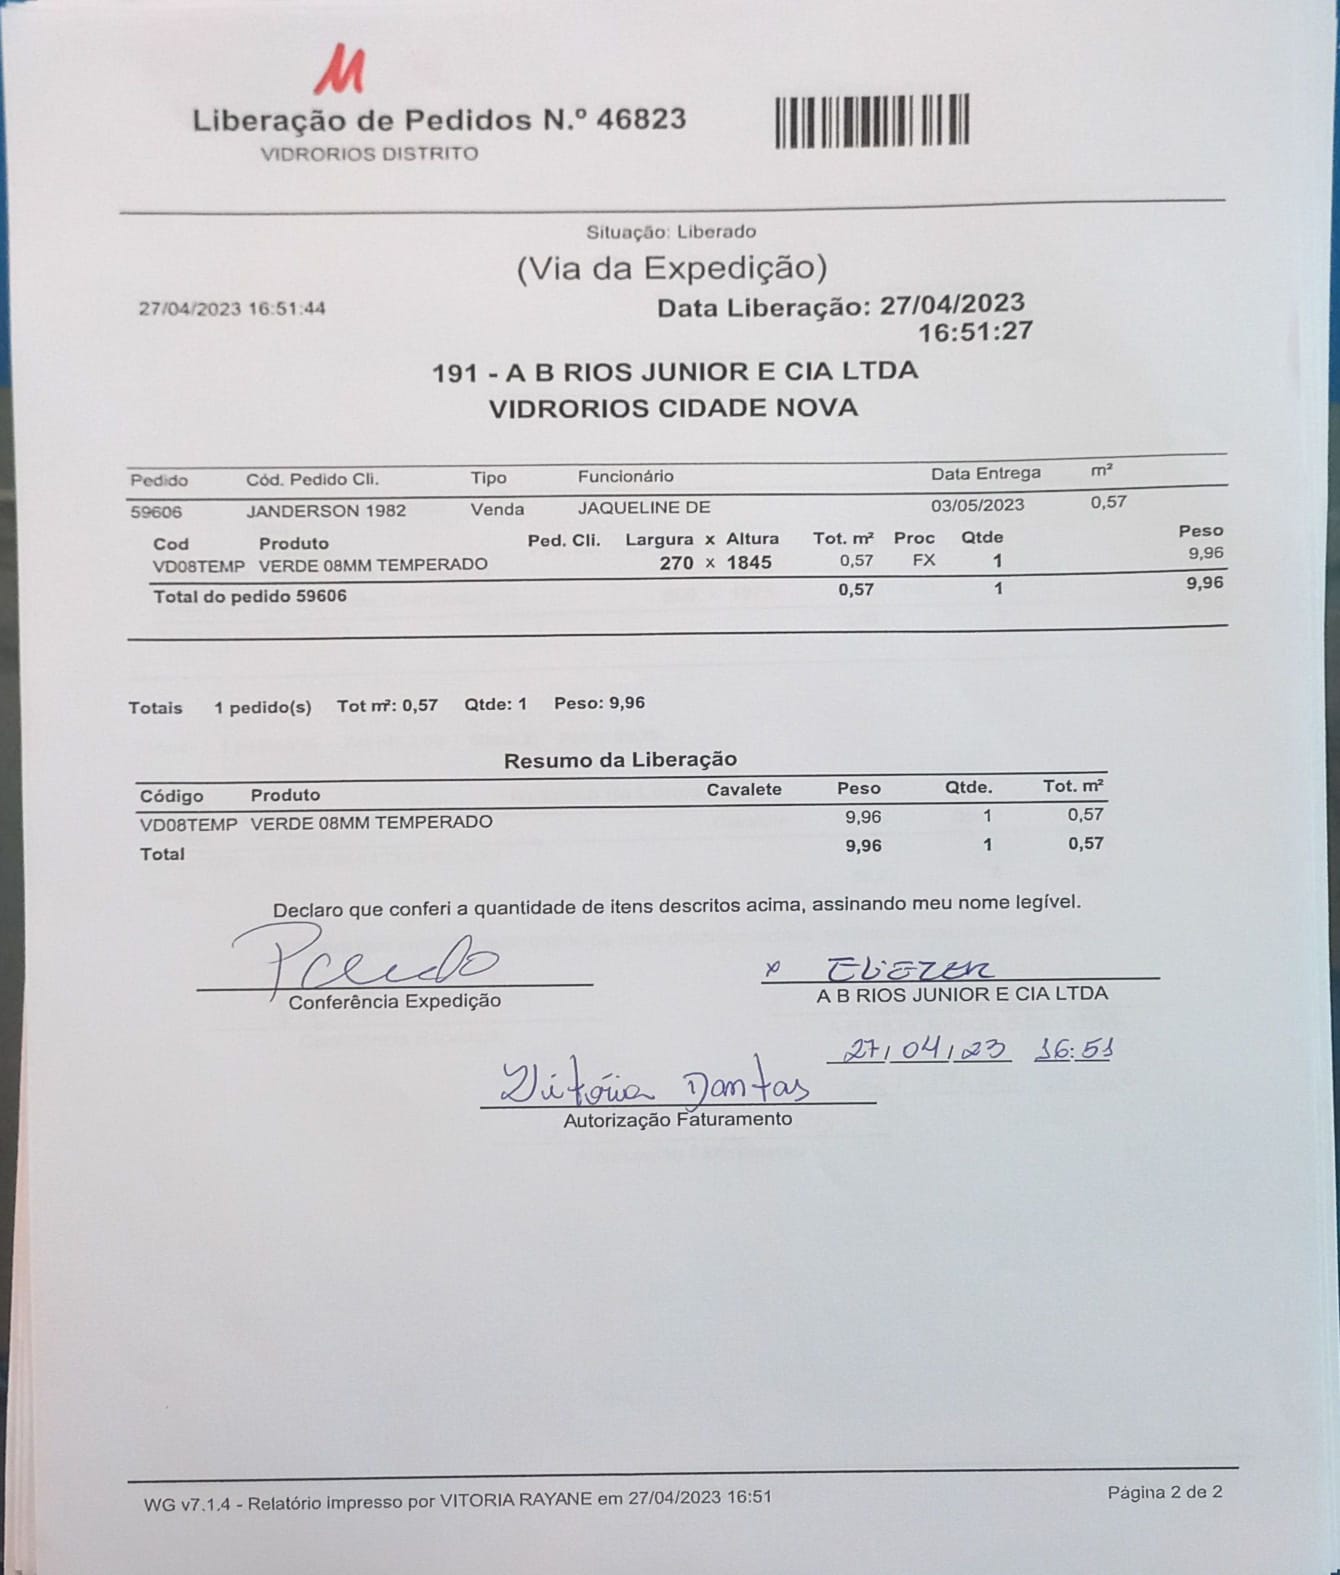 M
Liberação de Pedidos N.º 46823
VIDRORIOS DISTRITO
Situação: Liberado
(Via da Expedição)
27/04/2023 16:51:44 Data Liberação: 27/04/2023
16:51:27
191 - A B RIOS JUNIOR E CIA LTDA
VIDRORIOS CIDADE NOVA
Pedido Cód. Pedido Cli. Tipo Funcionário Data Entrega m²
59606 JANDERSON 1982 Venda JAQUELINE DE 03/05/2023 0,57
Cod Produto Ped. Cli. Largura x Altura Tot. m² Proc Qtde Peso
VD08TEMP VERDE 08MM TEMPERADO 270 x 1845 0,57 FX 1 9,96
Total do pedido 59606 0,57 1 9,96
Totais 1 pedido(s) Tot m²: 0,57 Qtde: 1 Peso: 9,96
Resumo da Liberação
Código Produto Cavalete Peso Qtde. Tot. m²
VD08TEMP VERDE 08MM TEMPERADO 9,96 1 0,57
Total 9,96 1 0,57
Declaro que conferi a quantidade de itens descritos acima, assinando meu nome legível.
x ELIEZER
Conferência Expedição A B RIOS JUNIOR E CIA LTDA
27/04/23 16:51
Vitória Dantas
Autorização Faturamento
WG v7.1.4 - Relatório impresso por VITORIA RAYANE em 27/04/2023 16:51 Página 2 de 2